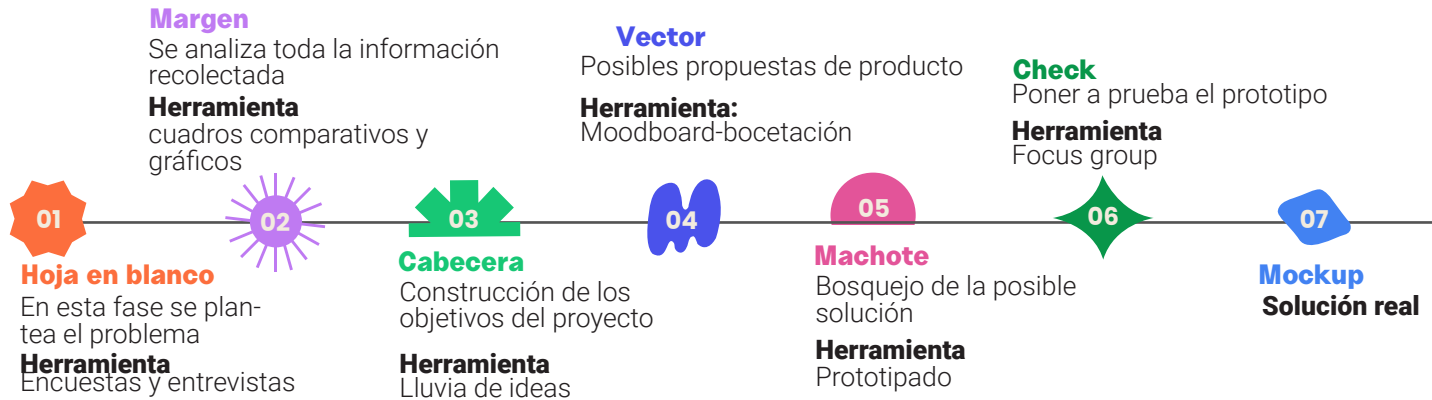 01
Hoja en blanco
En esta fase se plan-
tea el problema
Herramienta
Encuestas y entrevistas
Margen
Se analiza toda la información
recolectada
Herramienta
cuadros comparativos y
gráficos
02
03
Cabecera
Construcción de los
objetivos del proyecto
Herramienta
Lluvia de ideas
Vector
Posibles propuestas de producto
Herramienta:
Moodboard-bocetación
04
05
Machote
Bosquejo de la posible
solución
Herramienta
Prototipado
Check
Poner a prueba el prototipo
Herramienta
Focus group
06
07
Mockup
Solución real